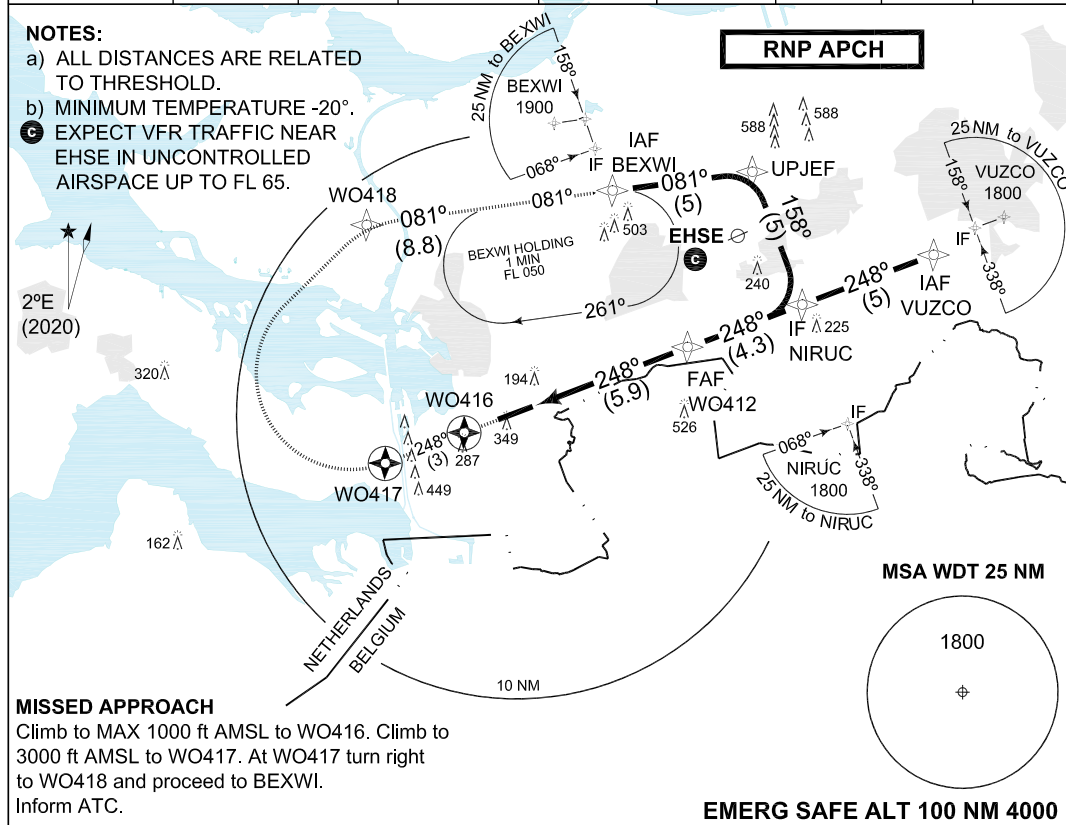 NOTES:
a) ALL DISTANCES ARE RELATED
TO THRESHOLD.
b) MINIMUM TEMPERATURE -20°.
c EXPECT VFR TRAFFIC NEAR
EHSE IN UNCONTROLLED
AIRSPACE UP TO FL 65.
RNP APCH
25 NM to BEXWI
158°
BEXWI
1900
068°
IF
IAF
BEXWI
081°
(5)
UPJEF
588
588
25 NM to VUZCO
158°
VUZCO
1800
IF
338°
WO418
081°
(8.8)
081°
503
EHSE
c
158°
(5)
240
BEXWI HOLDING
1 MIN
FL 050
261°
248°
(5)
IAF
VUZCO
2°E
(2020)
IF
NIRUC
225
248°
(4.3)
FAF
WO412
526
248°
(5.9)
194
320
WO416
349
287
248°
(3)
WO417
449
IF
068°
NIRUC
1800
338°
25 NM to NIRUC
162
NETHERLANDS
BELGIUM
10 NM
MSA WDT 25 NM
1800
MISSED APPROACH
Climb to MAX 1000 ft AMSL to WO416. Climb to
3000 ft AMSL to WO417. At WO417 turn right
to WO418 and proceed to BEXWI.
Inform ATC.
EMERG SAFE ALT 100 NM 4000